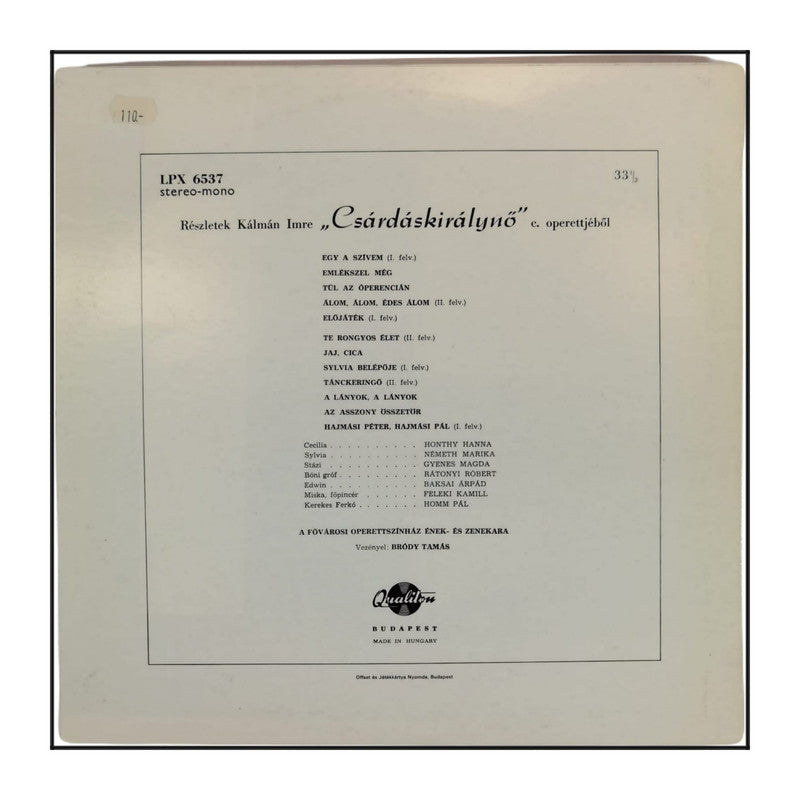 110.-
LPX 6537
33⅓
stereo-mono
Részletek Kálmán Imre „Csárdáskirálynő” c. operettjéből
EGY A SZÍVEM (I. felv.)
EMLÉKSZEL MÉG
TÚL AZ ÓPERENCIÁN
ÁLOM, ÁLOM, ÉDES ÁLOM (II. felv.)
ELŐJÁTÉK (I. felv.)
TE RONGYOS ÉLET (II. felv.)
JAJ, CICA
SYLVIA BELÉPŐJE (I. felv.)
TÁNCKERINGŐ (II. felv.)
A LÁNYOK, A LÁNYOK
AZ ASSZONY ÖSSZETÖR
HAJMÁSI PÉTER, HAJMÁSI PÁL (I. felv.)
Cecília . . . . . . . . . . HONTHY HANNA
Sylvia . . . . . . . . . . NÉMETH MARIKA
Stázi . . . . . . . . . GYENES MAGDA
Bóni gróf . . . . . . . . . RÁTONYI RÓBERT
Edwin . . . . . . . . . . BAKSAI ÁRPÁD
Miska, főpincér . . . . . . FELEKI KAMILL
Kerekes Ferkó . . . . . . . HOMM PÁL
A FŐVÁROSI OPERETTSZÍNHÁZ ÉNEK- ÉS ZENEKARA
Vezényel: BRÓDY TAMÁS
Qualiton
BUDAPEST
MADE IN HUNGARY
Offset és Játékkártya Nyomda, Budapest